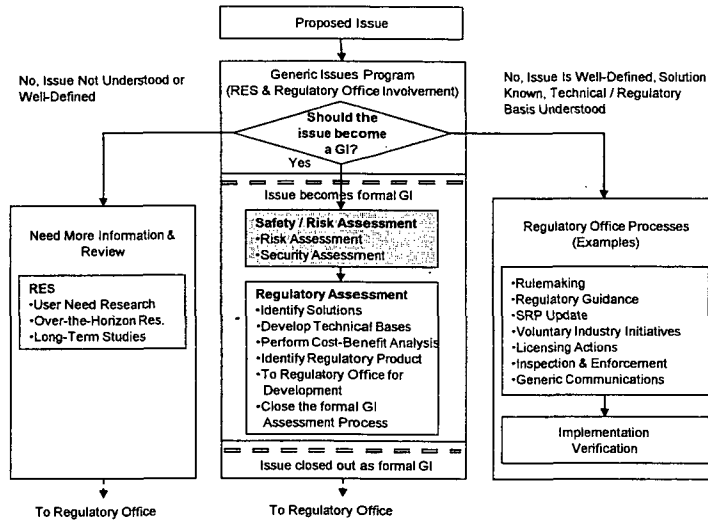 Proposed Issue
No, Issue Not Understood or
Well-Defined
Generic Issues Program
(RES & Regulatory Office Involvement)
No, Issue Is Well-Defined, Solution
Known, Technical / Regulatory
Basis Understood
Should the
issue become
a GI?
Yes
Issue becomes formal GI
Need More Information &
Review
RES
•User Need Research
•Over-the-Horizon Res.
•Long-Term Studies
Safety / Risk Assessment
•Risk Assessment
•Security Assessment
Regulatory Assessment
•Identify Solutions
•Develop Technical Bases
•Perform Cost-Benefit Analysis
•Identify Regulatory Product
•To Regulatory Office for
Development
•Close the formal GI
Assessment Process
Issue closed out as formal GI
Regulatory Office Processes
(Examples)
•Rulemaking
•Regulatory Guidance
•SRP Update
•Voluntary Industry Initiatives
•Licensing Actions
•Inspection & Enforcement
•Generic Communications
Implementation
Verification
To Regulatory Office
To Regulatory Office